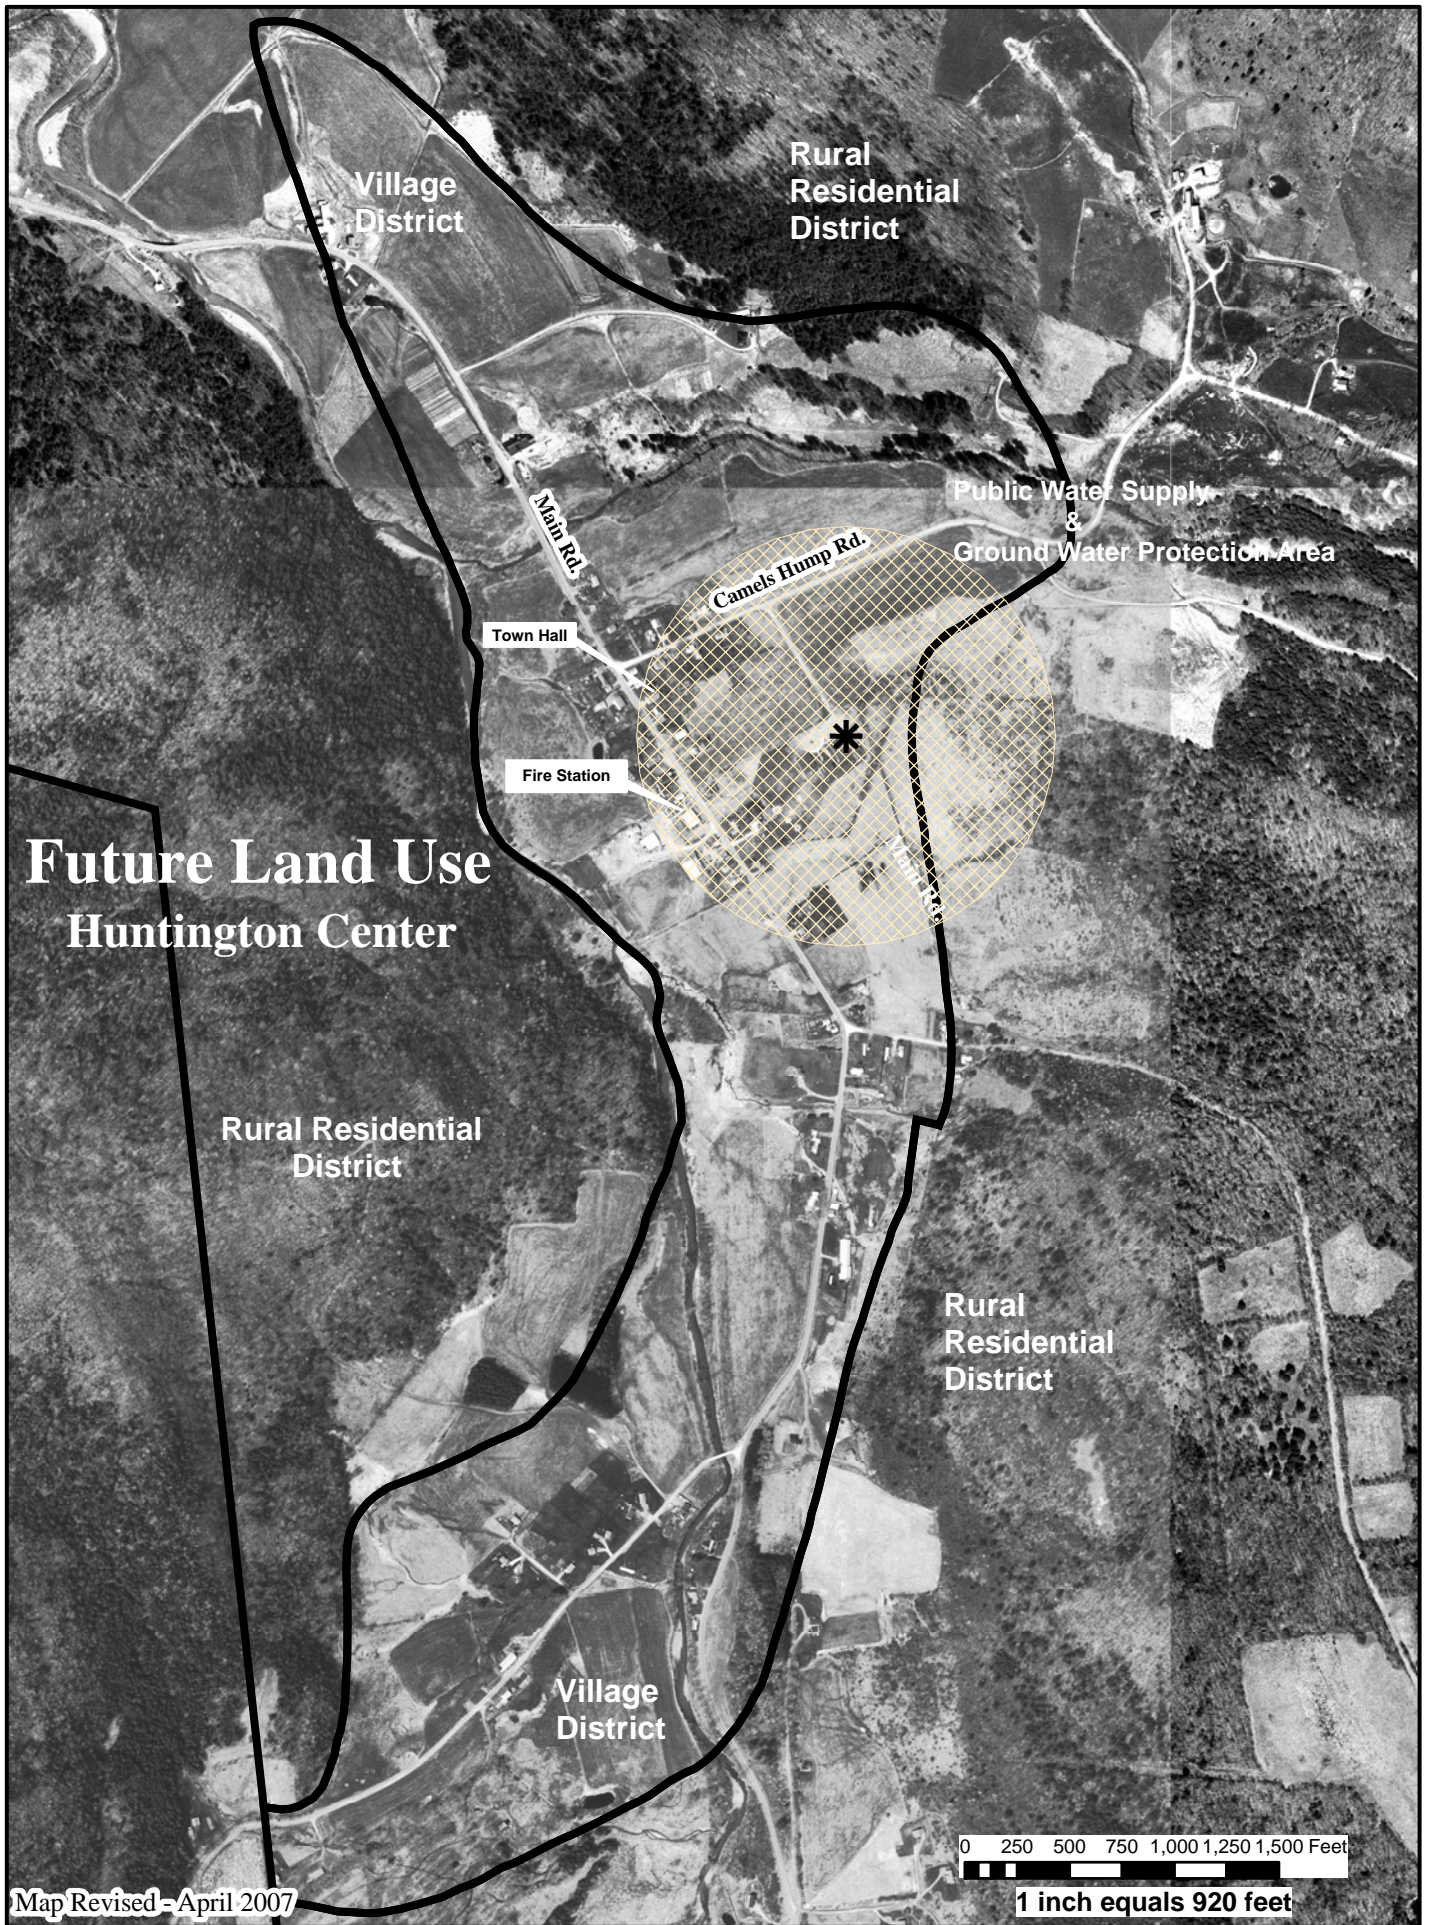 Village
District
Rural
Residential
District
Public Water Supply
&
Ground Water Protection Area
Main Rd.
Camels Hump Rd.
Town Hall
Fire Station
Main Rd.
Future Land Use
Huntington Center
Rural Residential
District
Rural
Residential
District
Village
District
0 250 500 750 1,000 1,250 1,500 Feet
1 inch equals 920 feet
Map Revised - April 2007